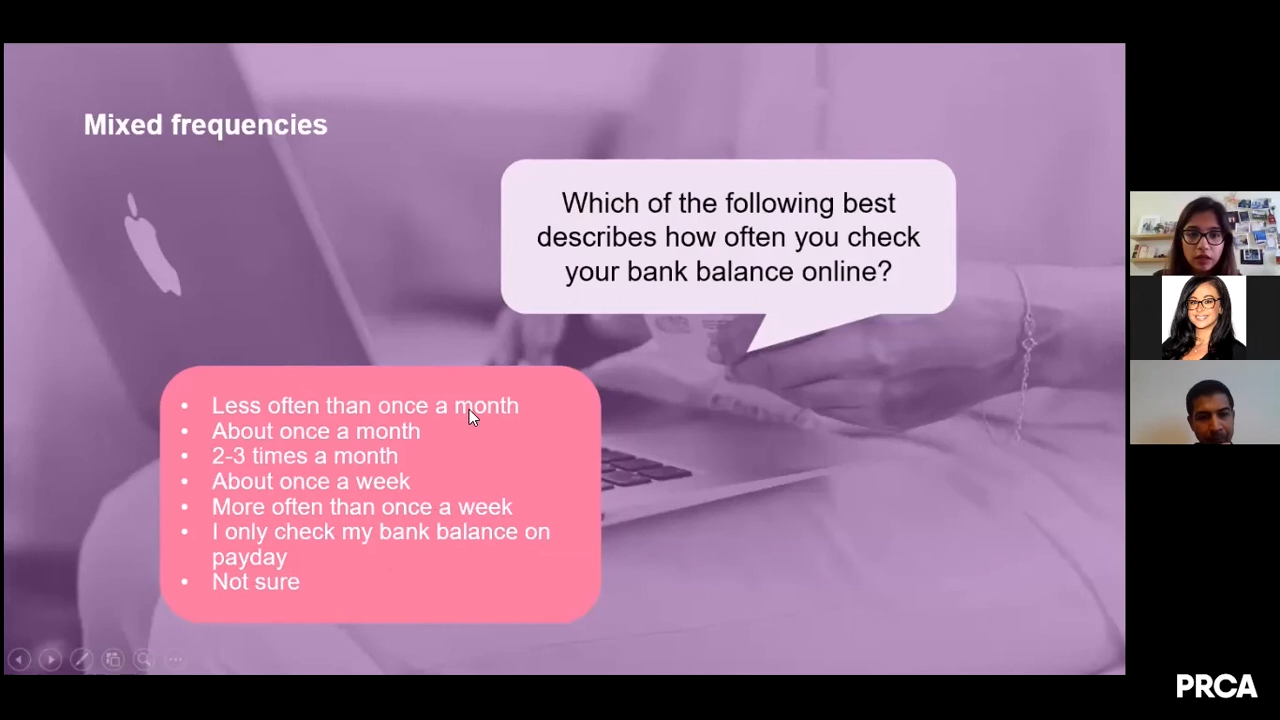 Mixed frequencies
Which of the following best
describes how often you check
your bank balance online?
• Less often than once a month
• About once a month
• 2-3 times a month
• About once a week
• More often than once a week
• I only check my bank balance on
payday
• Not sure
PRCA